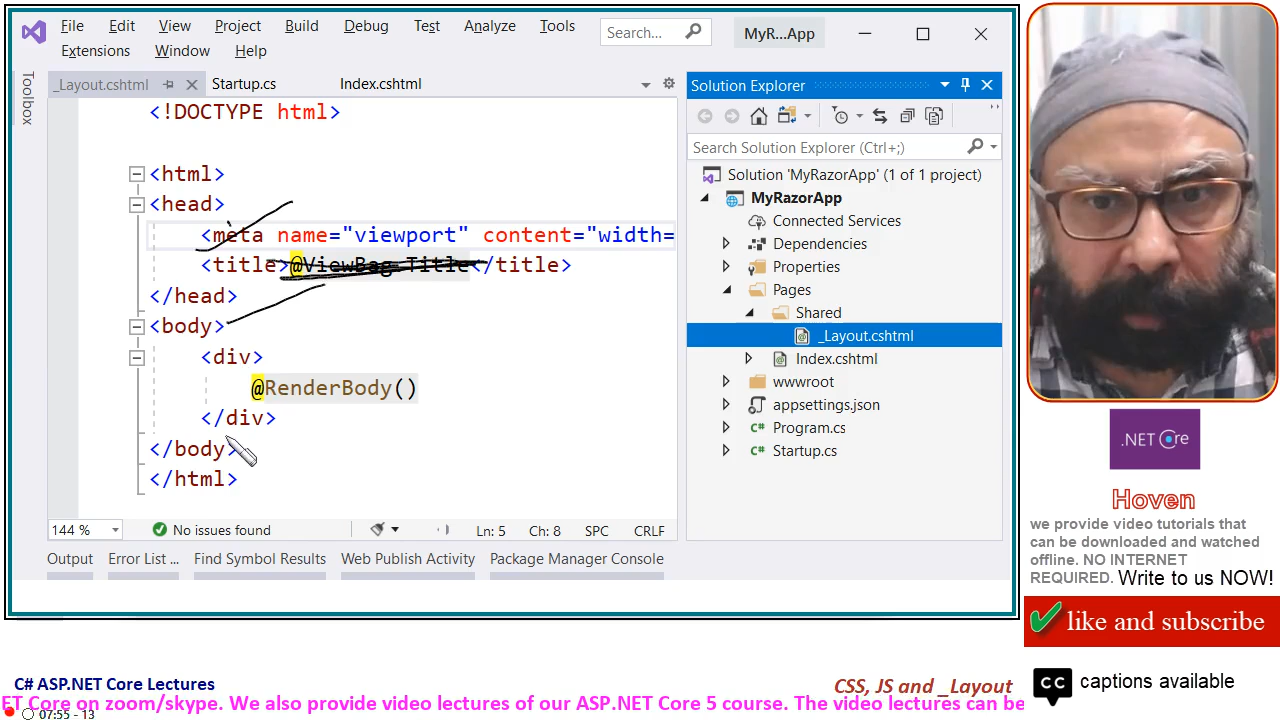 File Edit View Project Build Debug Test Analyze Tools Search... MyR...App
Extensions Window Help
Toolbox
_Layout.cshtml Startup.cs Index.cshtml
<!DOCTYPE html>
<html>
<head>
<meta name="viewport" content="width=
<title>@ViewBag.Title</title>
</head>
<body>
<div>
@RenderBody()
</div>
</body>
</html>
144 % No issues found Ln: 5 Ch: 8 SPC CRLF
Output Error List ... Find Symbol Results Web Publish Activity Package Manager Console
Solution Explorer
Search Solution Explorer (Ctrl+;)
Solution 'MyRazorApp' (1 of 1 project)
MyRazorApp
Connected Services
Dependencies
Properties
Pages
Shared
_Layout.cshtml
Index.cshtml
wwwroot
appsettings.json
Program.cs
Startup.cs
.NET Core
Hoven
we provide video tutorials that
can be downloaded and watched
offline. NO INTERNET
REQUIRED. Write to us NOW!
like and subscribe
CC captions available
C# ASP.NET Core Lectures
CSS, JS and _Layout
ET Core on zoom/skype. We also provide video lectures of our ASP.NET Core 5 course. The video lectures can be
07:55 - 13